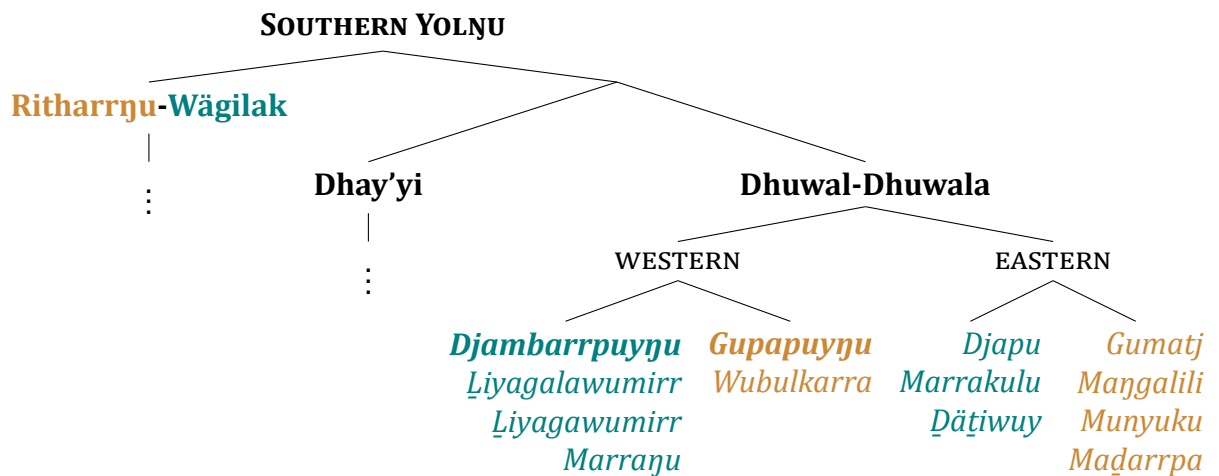 SOUTHERN YOLŊU
Ritharrŋu-Wägilak
⋮
Dhay’yi
⋮
Dhuwal-Dhuwala
WESTERN
EASTERN
Djambarrpuyŋu
Ḻiyagalawumirr
Ḻiyagawumirr
Marraŋu
Gupapuyŋu
Wubulkarra
Djapu
Marrakulu
Ḏäṯiwuy
Gumatj
Maŋgalili
Munyuku
Maḏarrpa